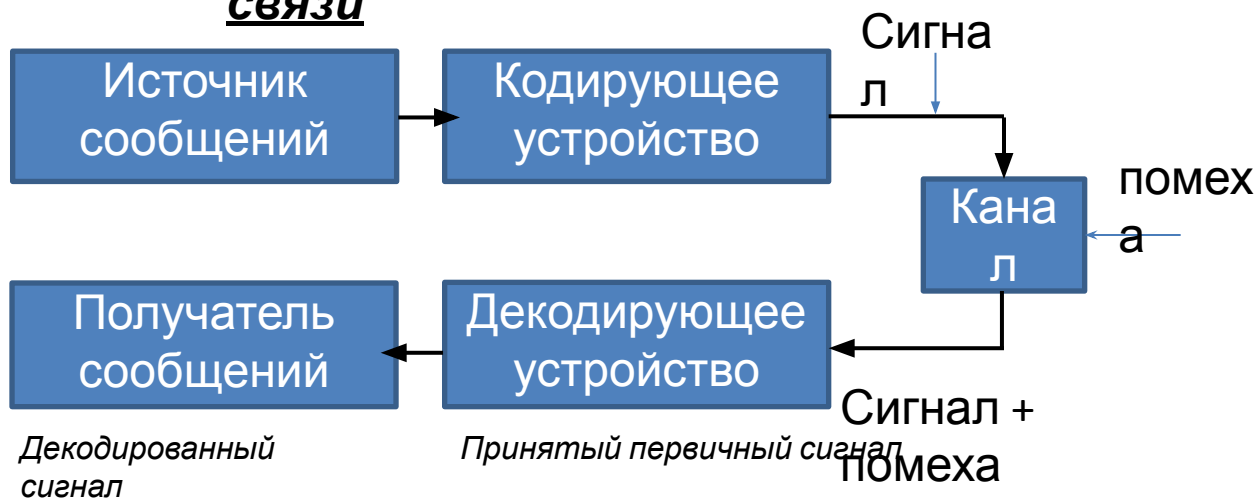 связи
Источник
сообщений
Кодирующее
устройство
Сигна
л
помех
а
Кана
л
Получатель
сообщений
Декодирующее
устройство
Сигнал +
помеха
Декодированный
сигнал
Принятый первичный сигнал